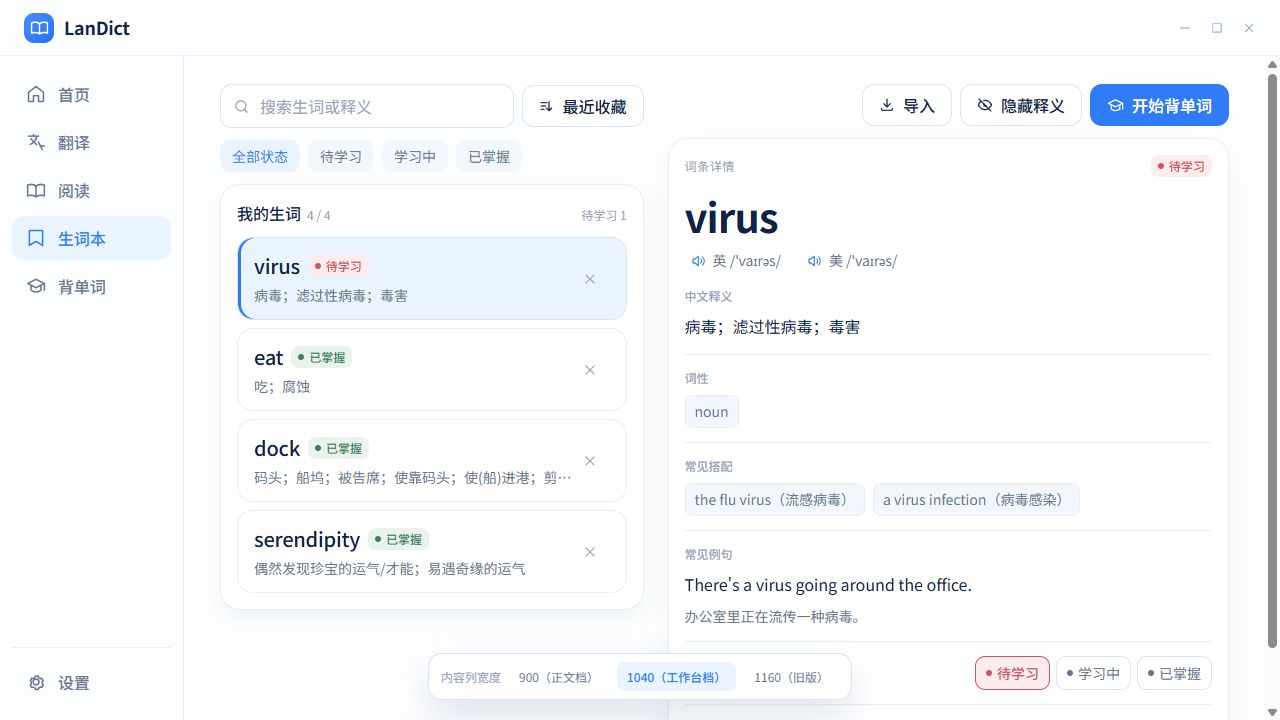 LanDict
首页
翻译
阅读
生词本
背单词
设置
搜索生词或释义
最近收藏
导入
隐藏释义
开始背单词
全部状态
待学习
学习中
已掌握
我的生词 4 / 4
待学习 1
virus 待学习
病毒；滤过性病毒；毒害
eat 已掌握
吃；腐蚀
dock 已掌握
码头；船坞；被告席；使靠码头；使(船)进港；剪…
serendipity 已掌握
偶然发现珍宝的运气/才能；易遇奇缘的运气
词条详情
待学习
virus
英 /'vaɪrəs/ 美 /'vaɪrəs/
中文释义
病毒；滤过性病毒；毒害
词性
noun
常见搭配
the flu virus（流感病毒）
a virus infection（病毒感染）
常见例句
There's a virus going around the office.
办公室里正在流传一种病毒。
待学习
学习中
已掌握
内容列宽度 900（正文档） 1040（工作台档） 1160（旧版）